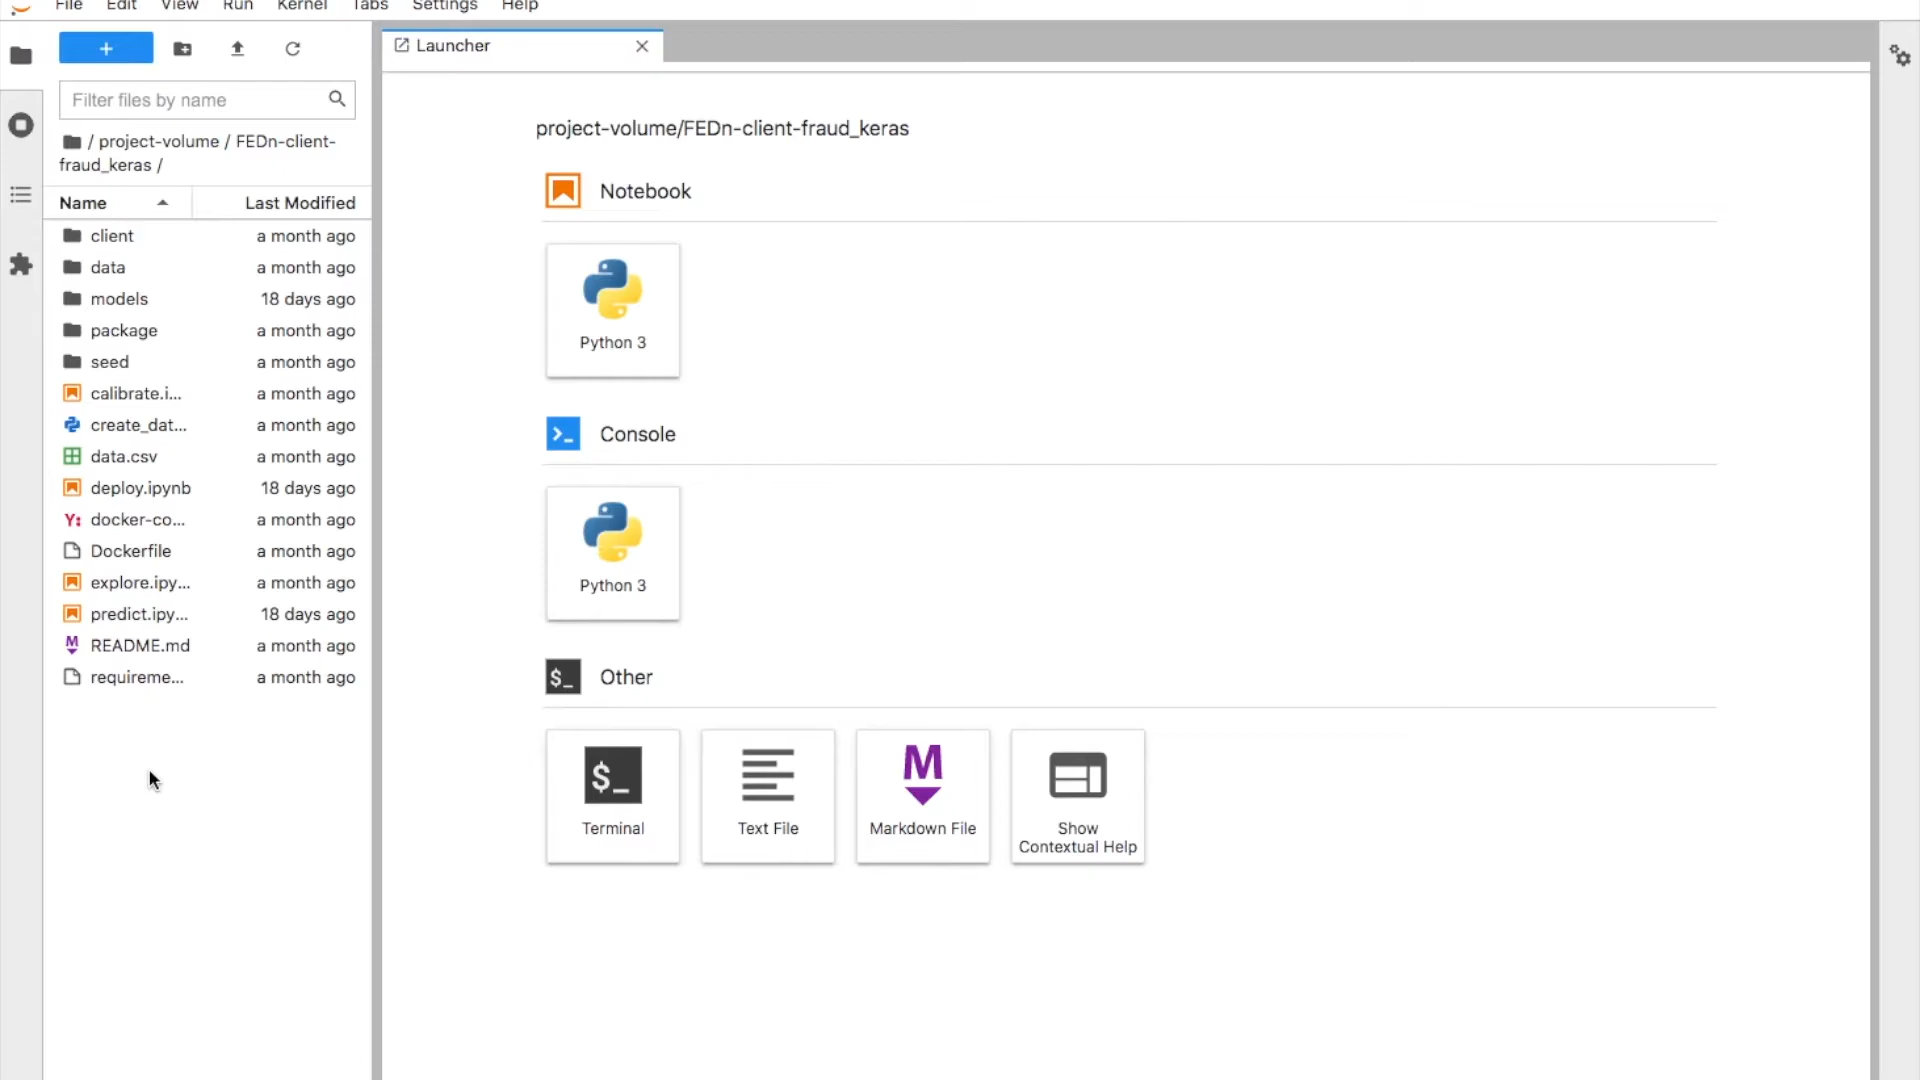 File Edit View Run Kernel Tabs Settings Help
+
Launcher
Filter files by name
/ project-volume / FEDn-client-
fraud_keras /
Name Last Modified
client a month ago
data a month ago
models 18 days ago
package a month ago
seed a month ago
calibrate.i... a month ago
create_dat... a month ago
data.csv a month ago
deploy.ipynb 18 days ago
Y: docker-co... a month ago
Dockerfile a month ago
explore.ipy... a month ago
predict.ipy... 18 days ago
M README.md a month ago
requireme... a month ago
project-volume/FEDn-client-fraud_keras
Notebook
Python 3
>_ Console
Python 3
$_ Other
$_
Terminal
Text File
M
Markdown File
Show
Contextual Help